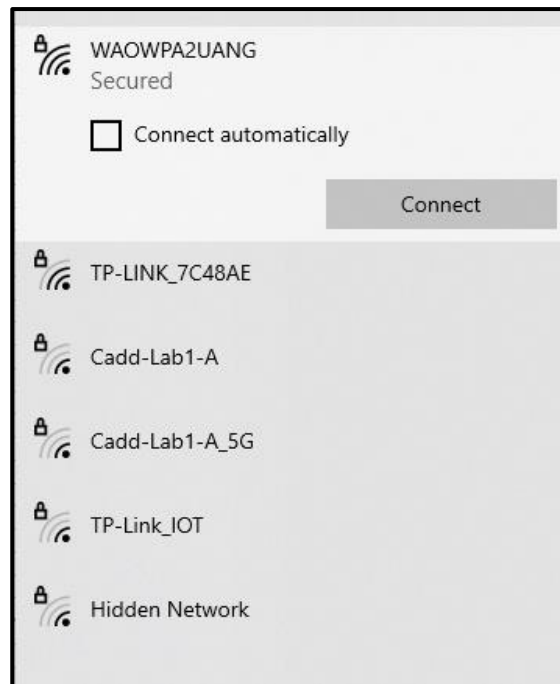 WAOWPA2UANG
Secured
Connect automatically
Connect
TP-LINK_7C48AE
Cadd-Lab1-A
Cadd-Lab1-A_5G
TP-Link_IOT
Hidden Network